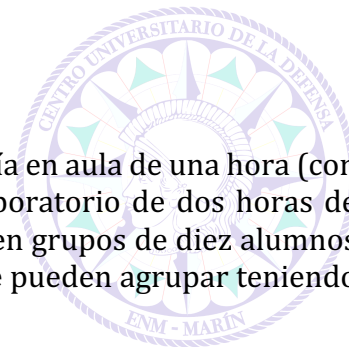 CENTRO UNIVERSITARIO DE LA DEFENSA
ía en aula de una hora (con
boratorio de dos horas de
en grupos de diez alumnos
e pueden agrupar teniendo
ENM - MARÍN